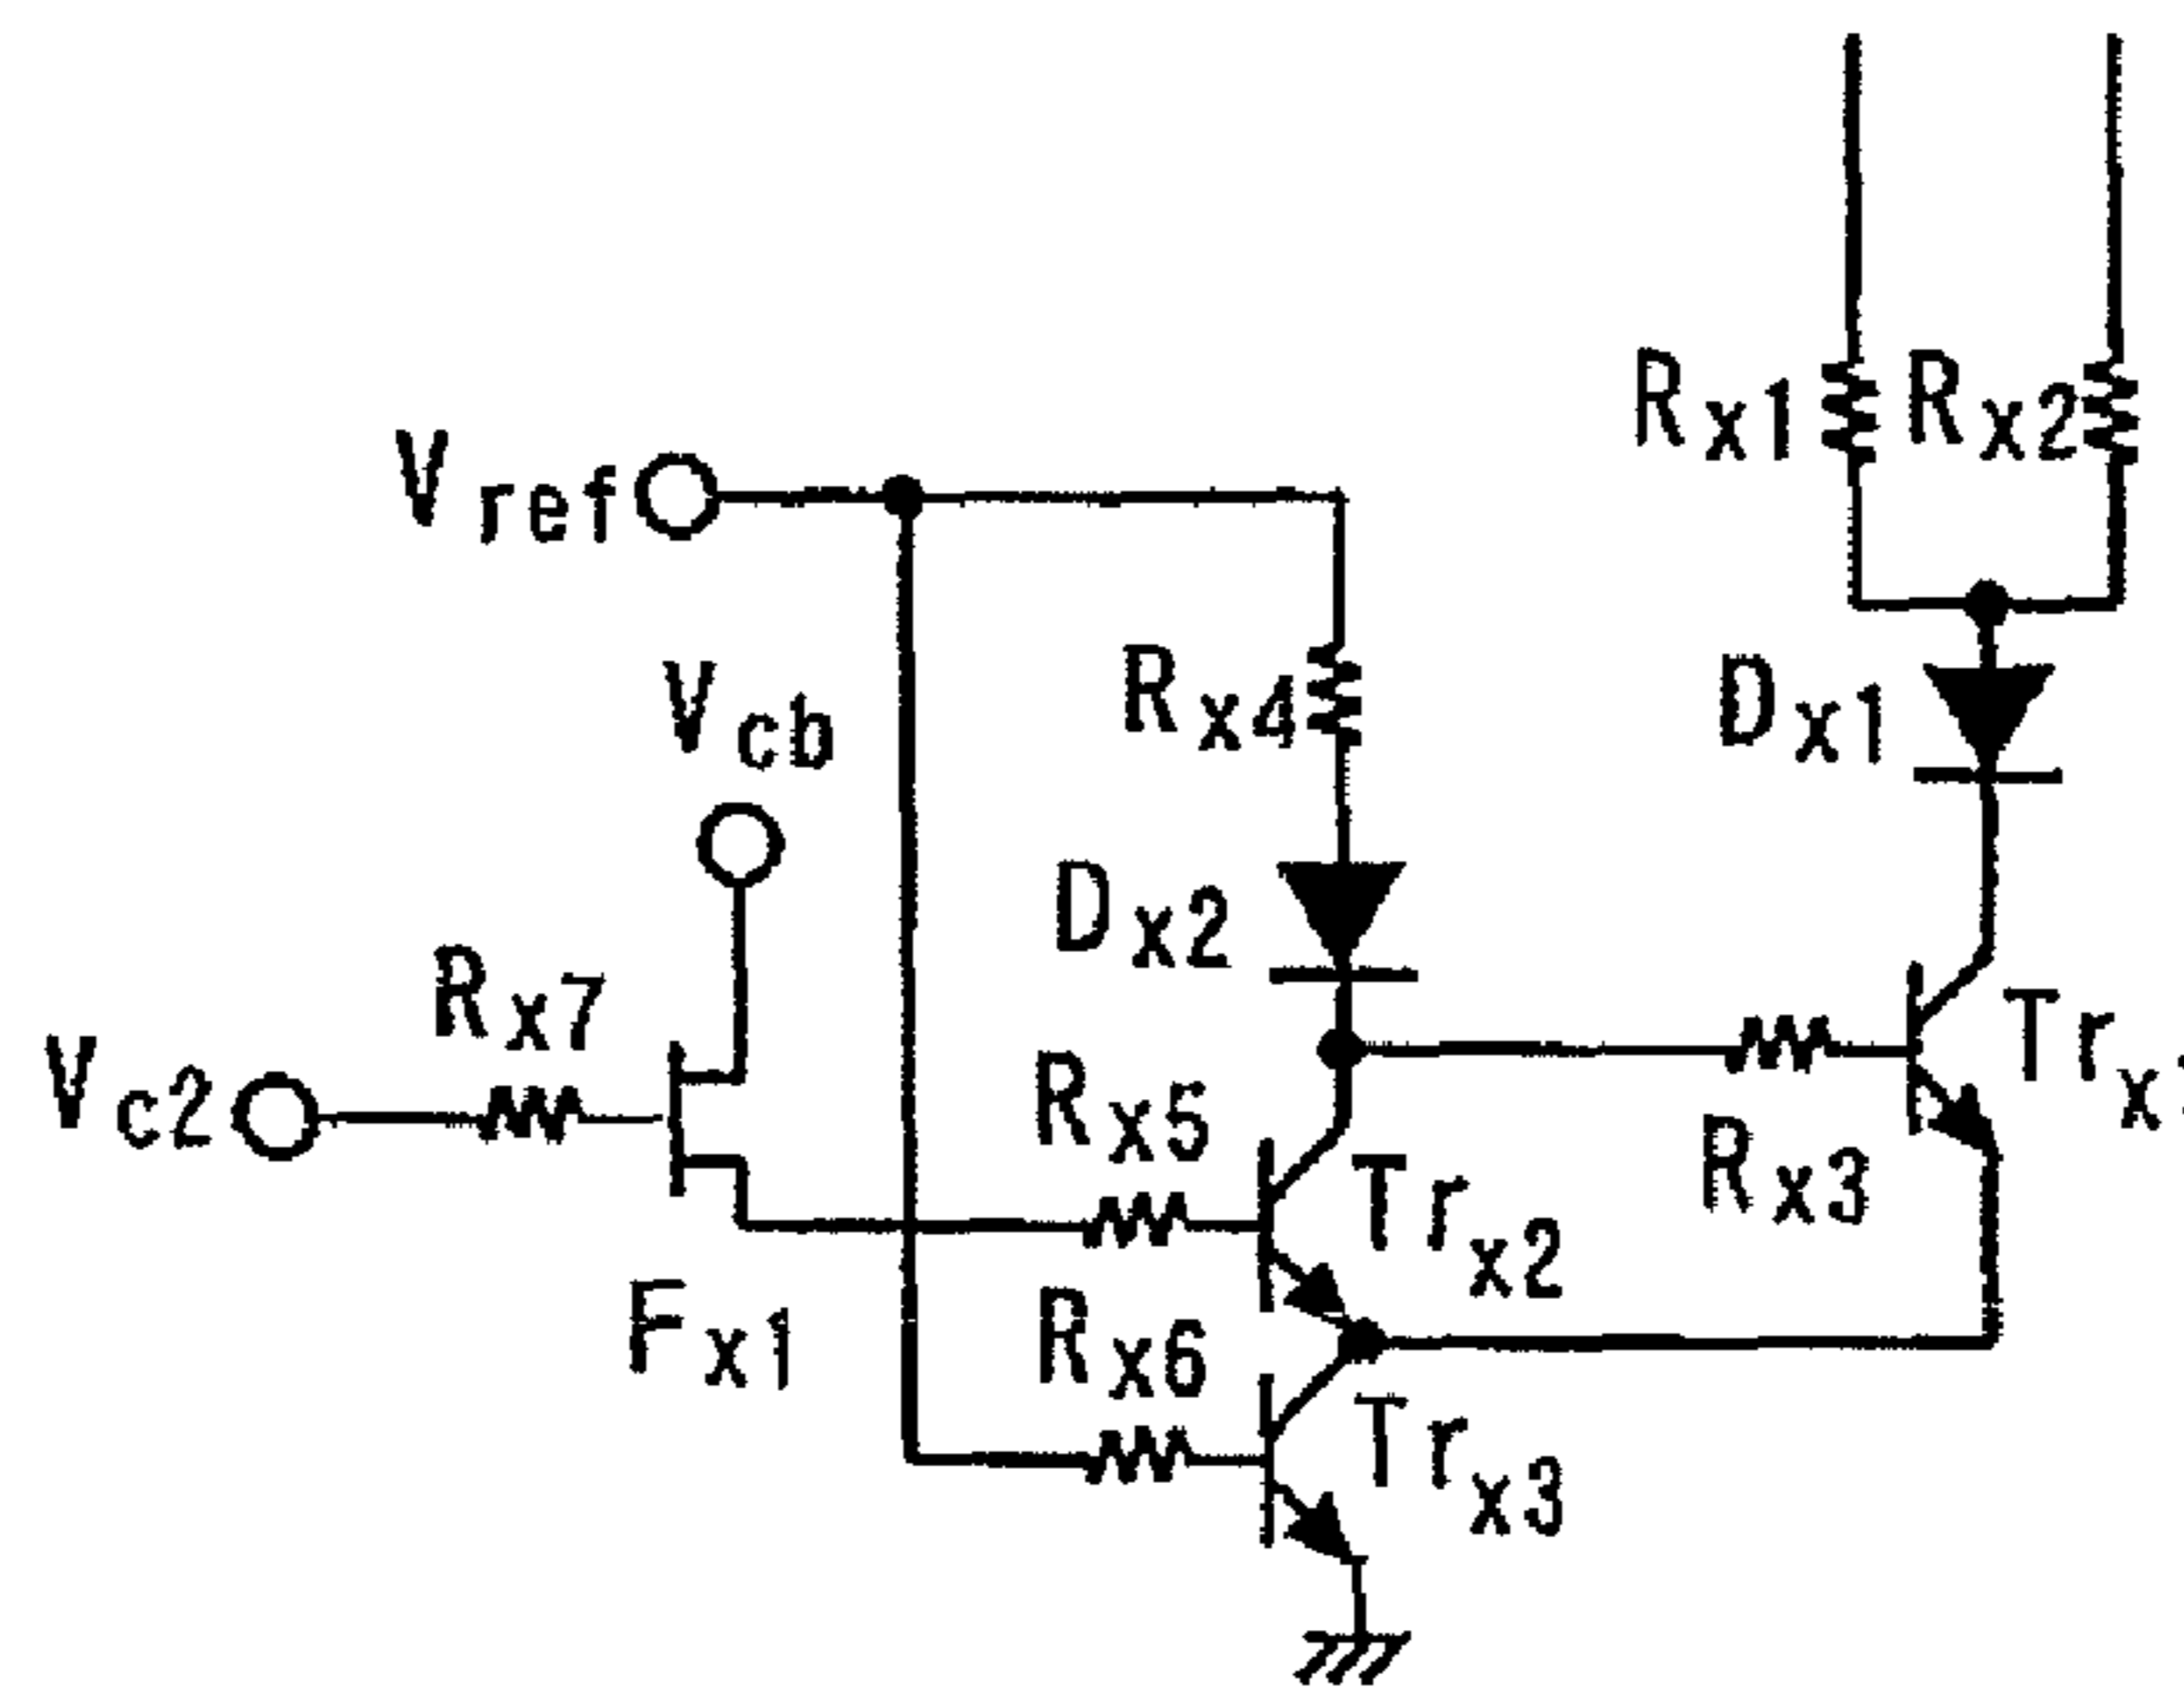 Rx1 Rx2
Vref
Vcb
Rx4
Dx1
Dx2
Rx7
Vc2
Rx5
Rx3
Trx2
Fx1
Rx6
Trx3